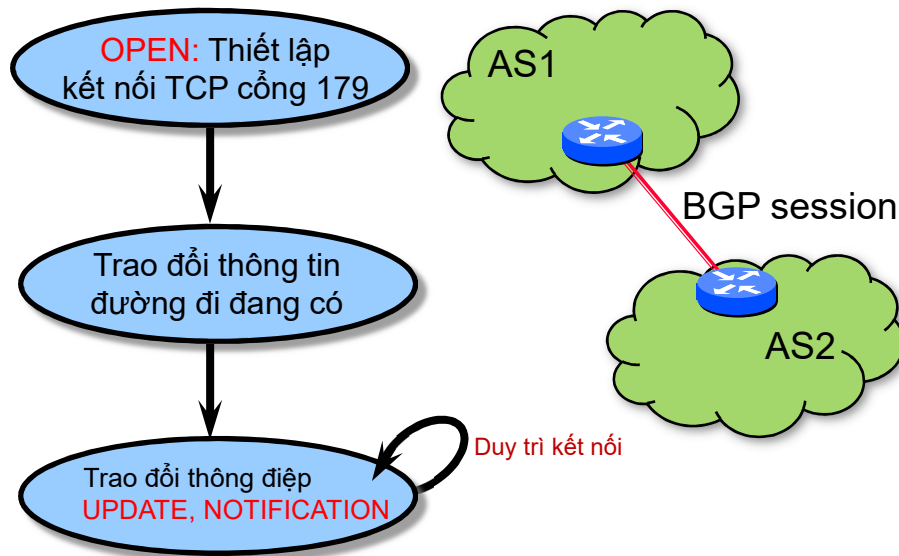 OPEN: Thiết lập
kết nối TCP cổng 179
Trao đổi thông tin
đường đi đang có
Trao đổi thông điệp
UPDATE, NOTIFICATION
Duy trì kết nối
AS1
BGP session
AS2